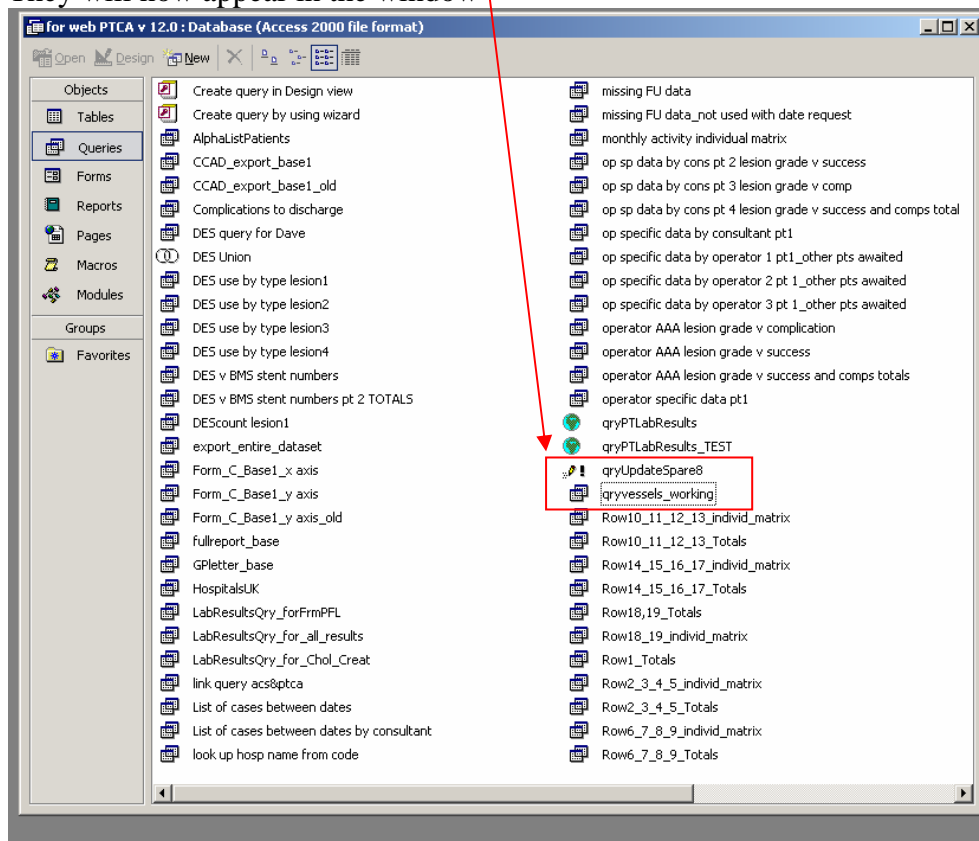 They will now appear in the window
for web PTCA v 12.0 : Database (Access 2000 file format)
Open Design New
Objects
Tables
Queries
Forms
Reports
Pages
Macros
Modules
Groups
Favorites
Create query in Design view
Create query by using wizard
AlphaListPatients
CCAD_export_base1
CCAD_export_base1_old
Complications to discharge
DES query for Dave
DES Union
DES use by type lesion1
DES use by type lesion2
DES use by type lesion3
DES use by type lesion4
DES v BMS stent numbers
DES v BMS stent numbers pt 2 TOTALS
DEScount lesion1
export_entire_dataset
Form_C_Base1_x axis
Form_C_Base1_y axis
Form_C_Base1_y axis_old
fullreport_base
GPletter_base
HospitalsUK
LabResultsQry_forFrmPFL
LabResultsQry_for_all_results
LabResultsQry_for_Chol_Creat
link query acs&ptca
List of cases between dates
List of cases between dates by consultant
look up hosp name from code
missing FU data
missing FU data_not used with date request
monthly activity individual matrix
op sp data by cons pt 2 lesion grade v success
op sp data by cons pt 3 lesion grade v comp
op sp data by cons pt 4 lesion grade v success and comps total
op specific data by consultant pt1
op specific data by operator 1 pt1_other pts awaited
op specific data by operator 2 pt 1_other pts awaited
op specific data by operator 3 pt 1_other pts awaited
operator AAA lesion grade v complication
operator AAA lesion grade v success
operator AAA lesion grade v success and comps totals
operator specific data pt1
qryPTLabResults
qryPTLabResults_TEST
qryUpdateSpare8
qryvessels_working
Row10_11_12_13_individ_matrix
Row10_11_12_13_Totals
Row14_15_16_17_individ_matrix
Row14_15_16_17_Totals
Row18,19_Totals
Row18_19_individ_matrix
Row1_Totals
Row2_3_4_5_individ_matrix
Row2_3_4_5_Totals
Row6_7_8_9_individ_matrix
Row6_7_8_9_Totals